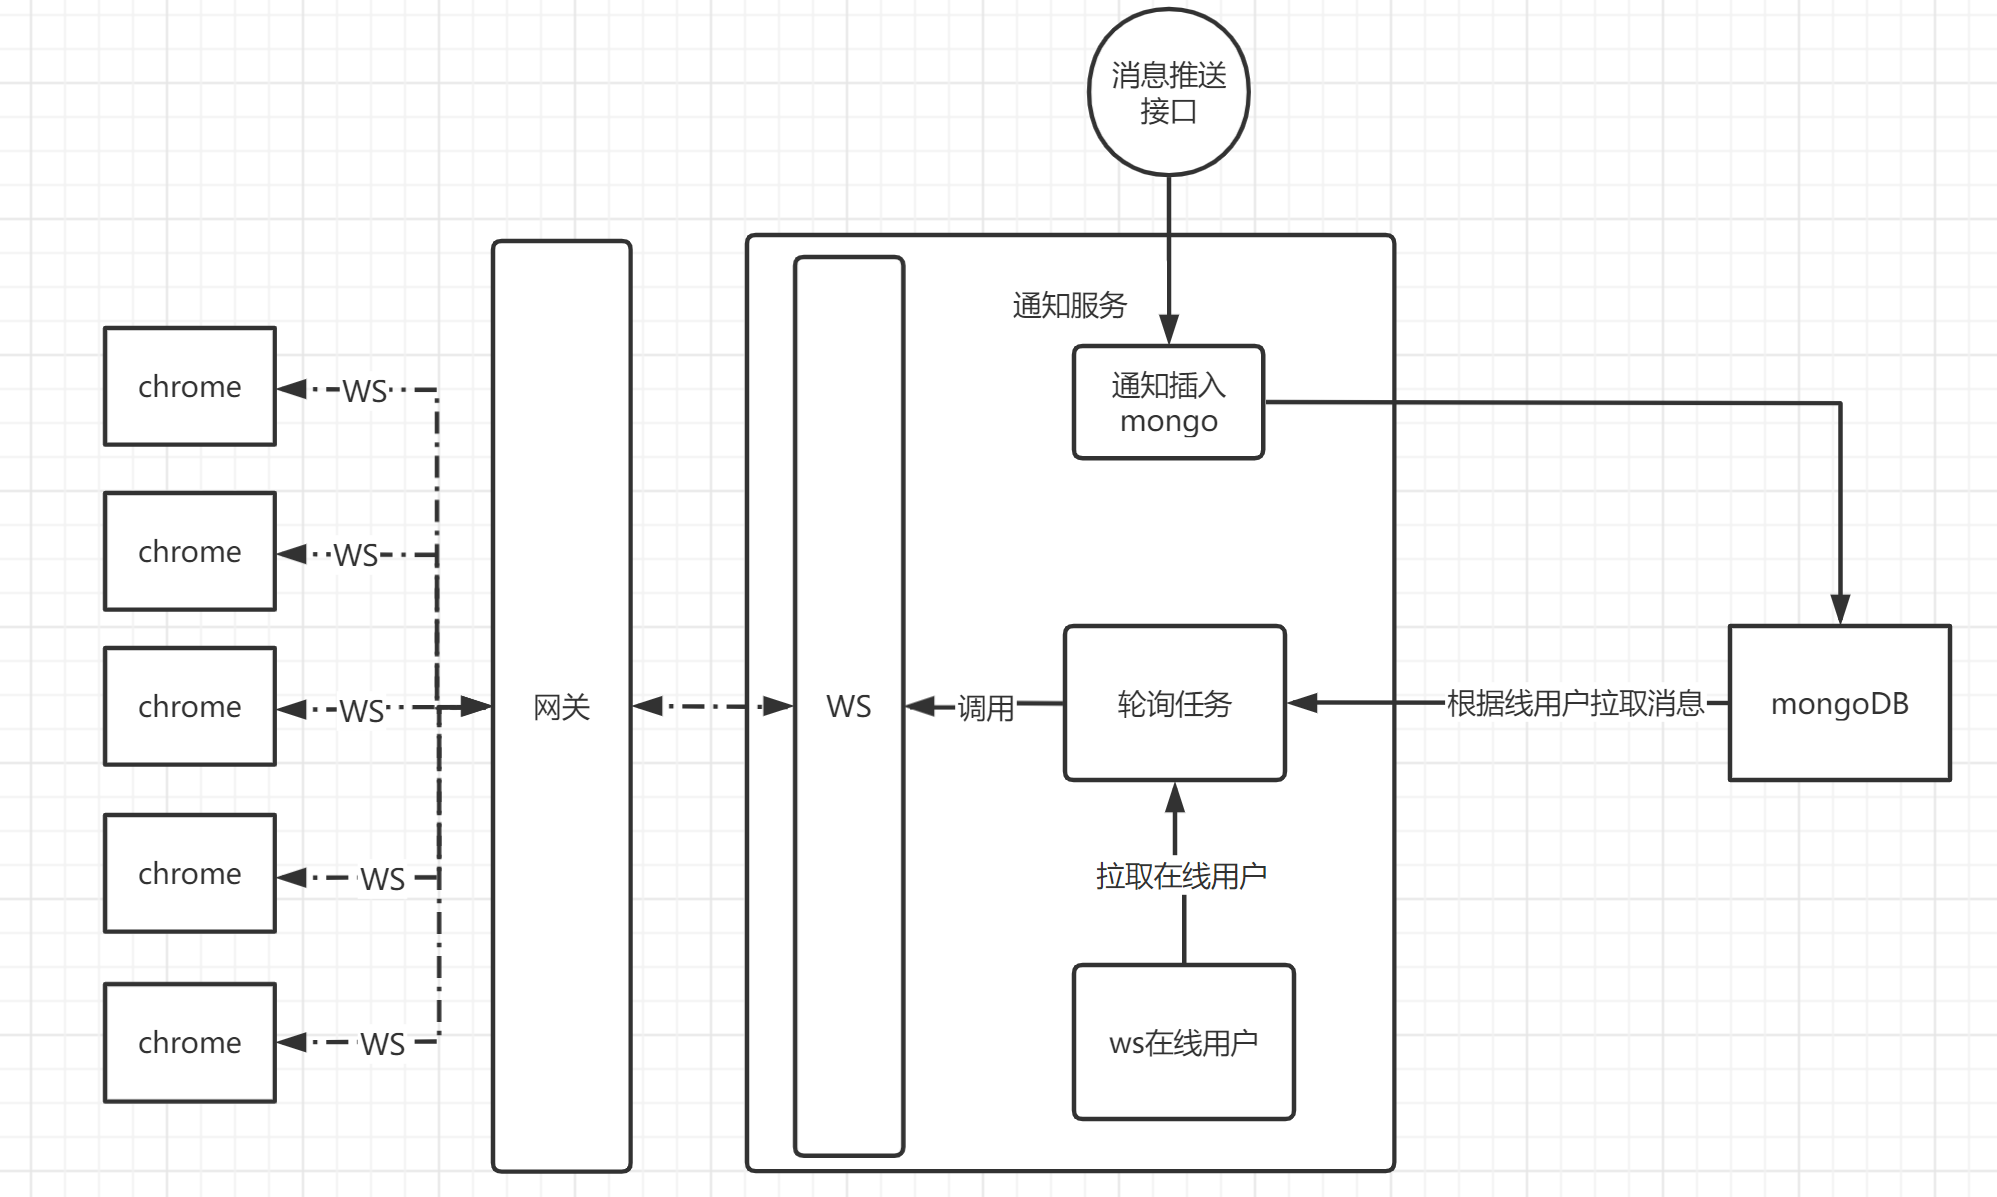 消息推送
接口
通知服务
通知插入
mongo
chrome
WS
chrome
WS
chrome
WS
网关
WS
调用
轮询任务
根据线用户拉取消息
mongoDB
chrome
WS
拉取在线用户
chrome
WS
ws在线用户